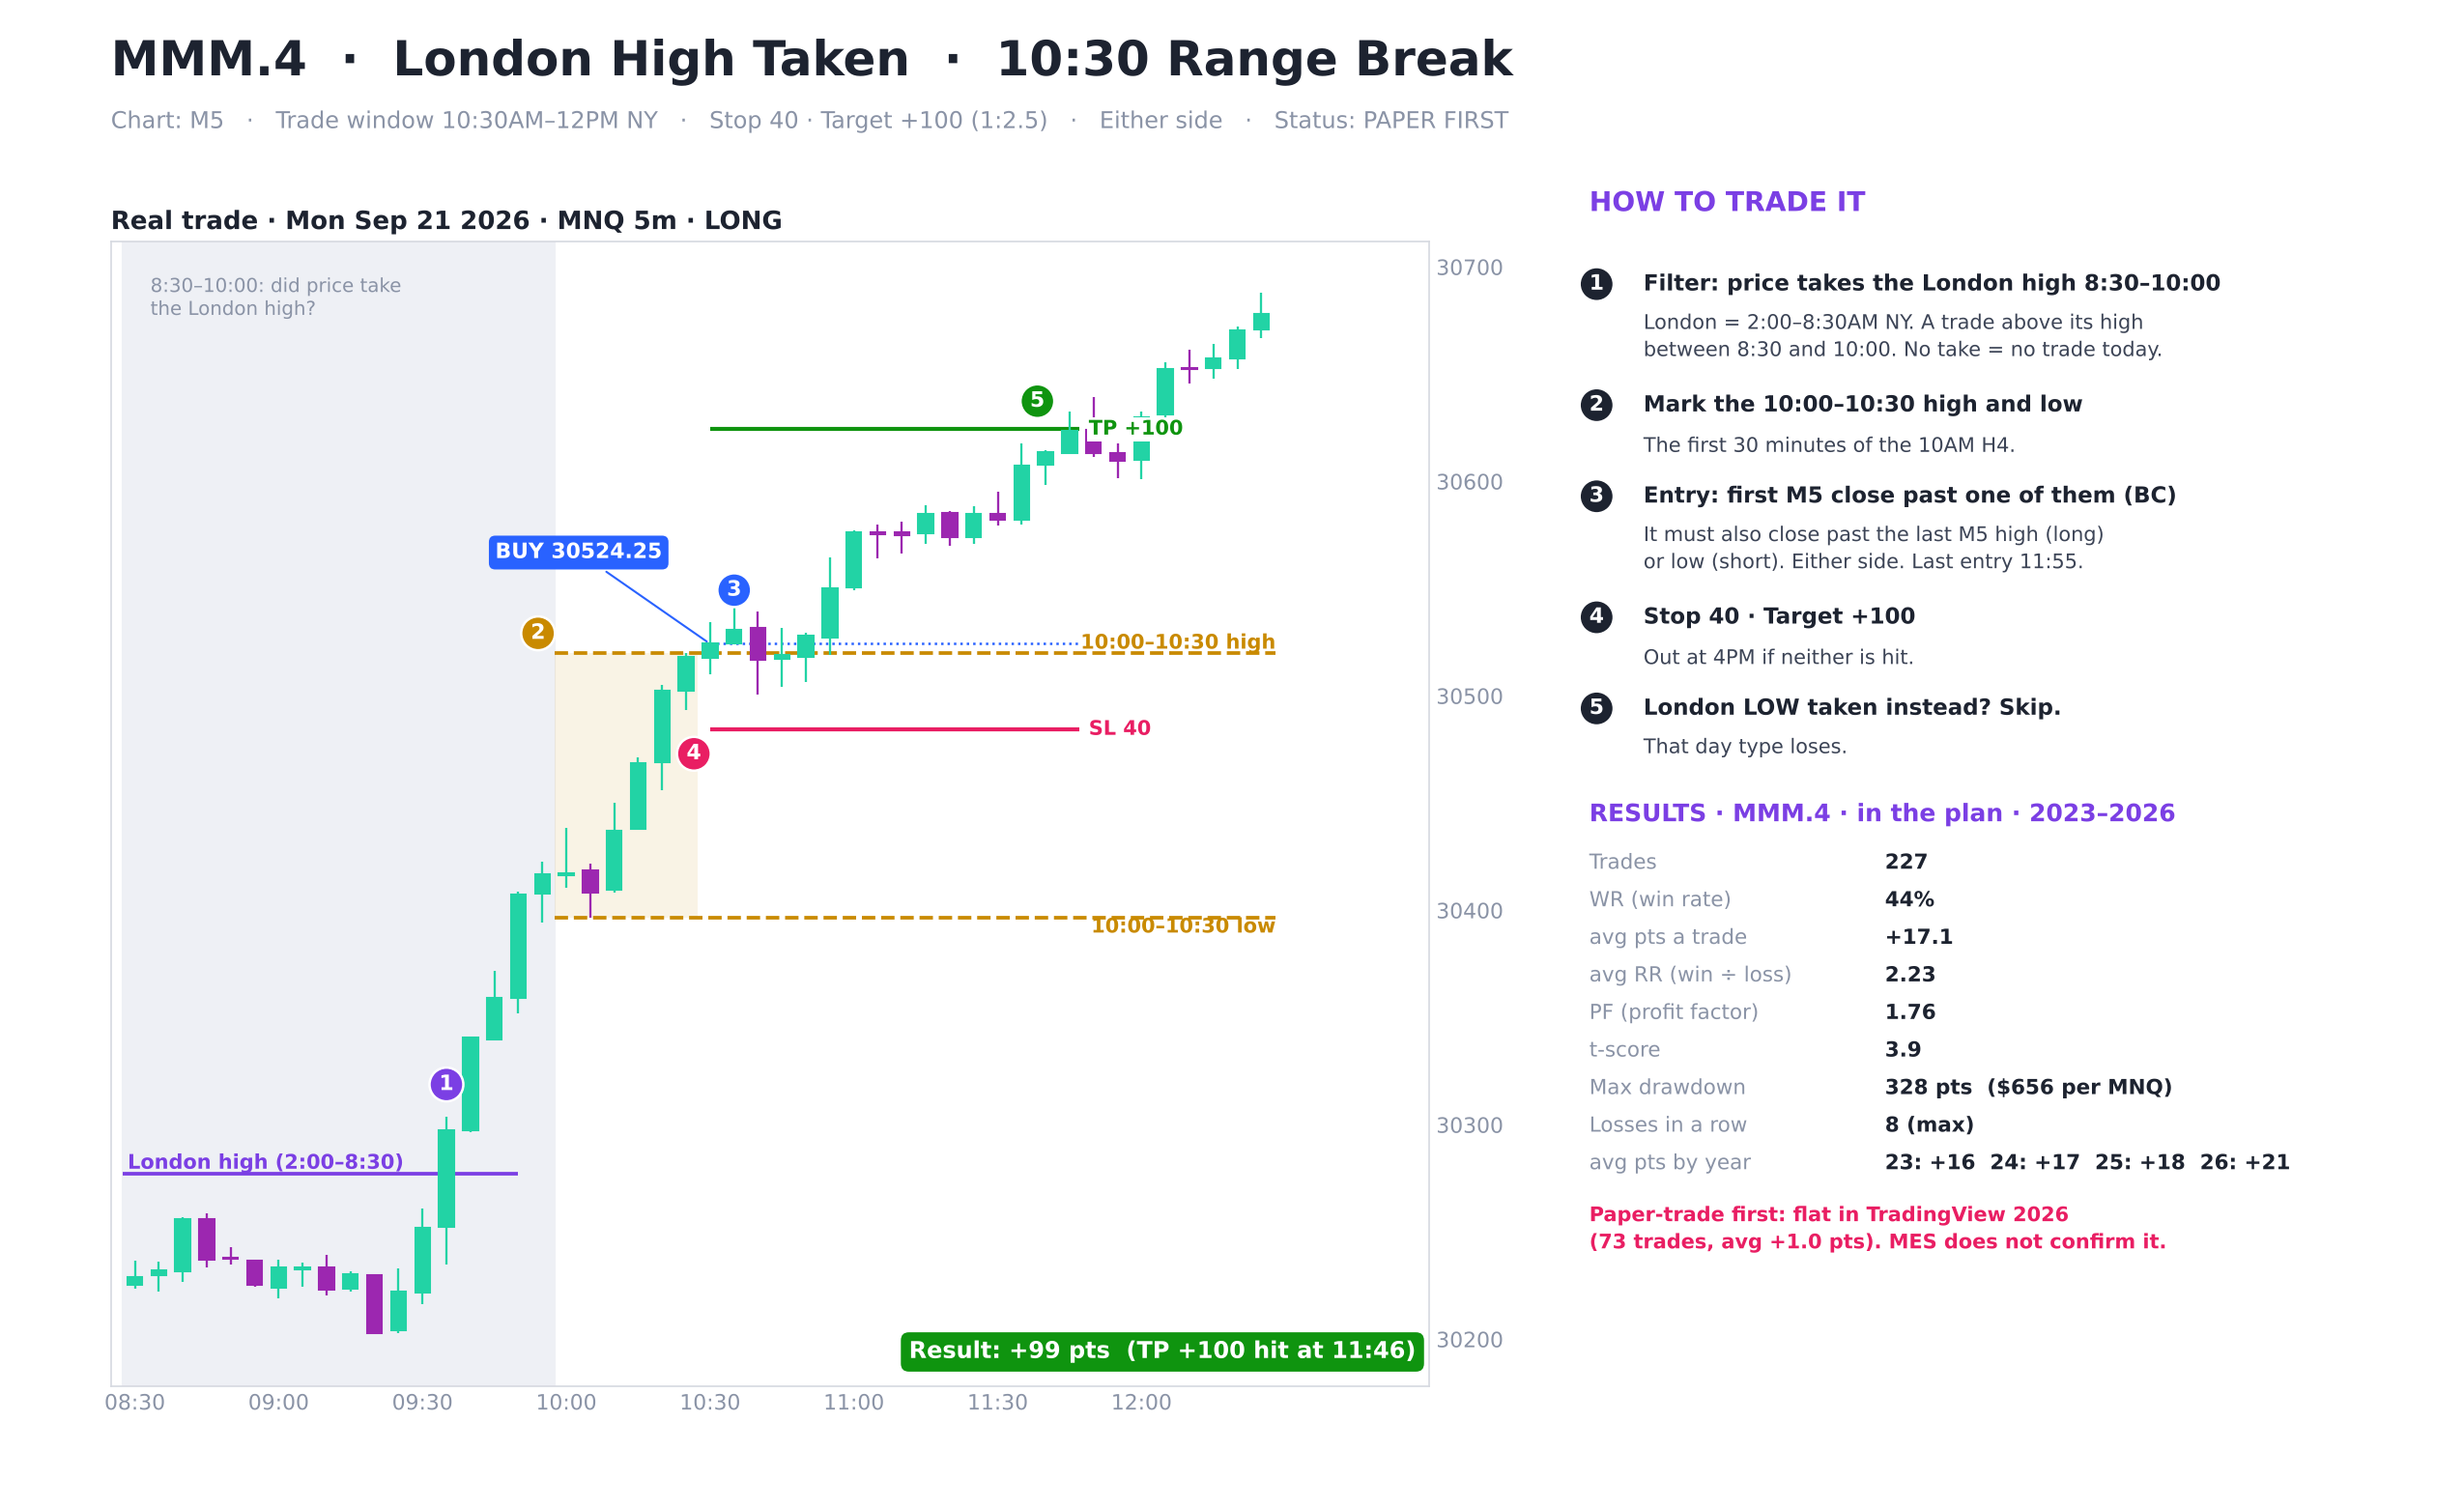 MMM.4 · London High Taken · 10:30 Range Break
Chart: M5 · Trade window 10:30AM–12PM NY · Stop 40 · Target +100 (1:2.5) · Either side · Status: PAPER FIRST
Real trade · Mon Sep 21 2026 · MNQ 5m · LONG
8:30–10:00: did price take
the London high?
30700
5
TP +100
30600
BUY 30524.25
3
2
10:00–10:30 high
30500
SL 40
4
30400
10:00–10:30 low
1
30300
London high (2:00–8:30)
30200
Result: +99 pts (TP +100 hit at 11:46)
08:30 09:00 09:30 10:00 10:30 11:00 11:30 12:00
HOW TO TRADE IT
1 Filter: price takes the London high 8:30–10:00
London = 2:00–8:30AM NY. A trade above its high
between 8:30 and 10:00. No take = no trade today.
2 Mark the 10:00–10:30 high and low
The first 30 minutes of the 10AM H4.
3 Entry: first M5 close past one of them (BC)
It must also close past the last M5 high (long)
or low (short). Either side. Last entry 11:55.
4 Stop 40 · Target +100
Out at 4PM if neither is hit.
5 London LOW taken instead? Skip.
That day type loses.
RESULTS · MMM.4 · in the plan · 2023–2026
Trades 227
WR (win rate) 44%
avg pts a trade +17.1
avg RR (win ÷ loss) 2.23
PF (profit factor) 1.76
t-score 3.9
Max drawdown 328 pts ($656 per MNQ)
Losses in a row 8 (max)
avg pts by year 23: +16 24: +17 25: +18 26: +21
Paper-trade first: flat in TradingView 2026
(73 trades, avg +1.0 pts). MES does not confirm it.